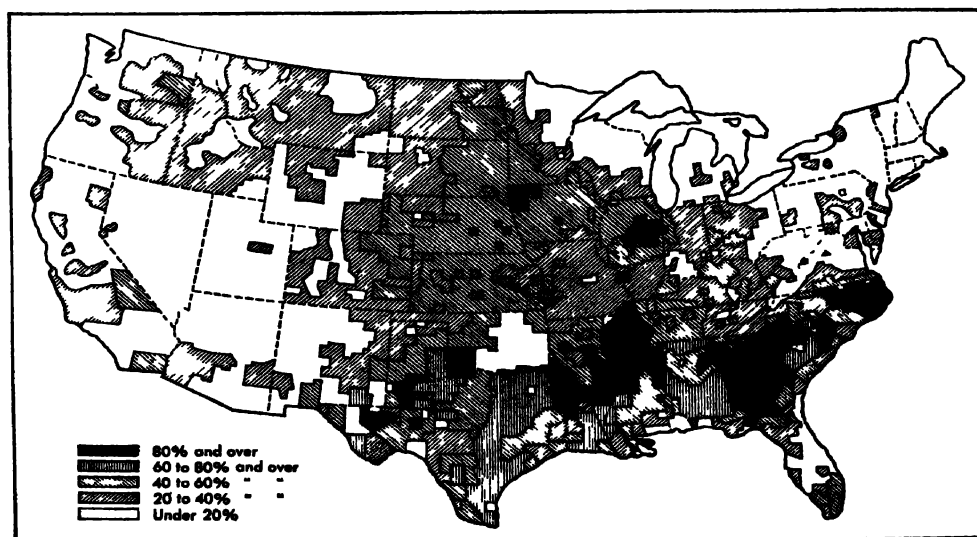 80% and over
60 to 80% and over
40 to 60% " "
20 to 40% " "
Under 20%